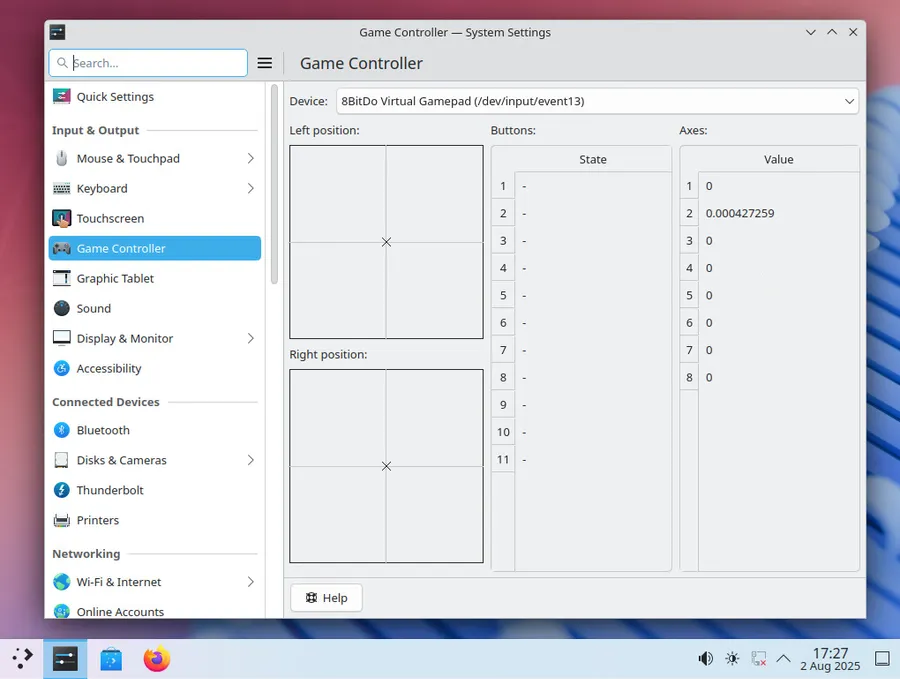 Game Controller — System Settings
Search...
Game Controller
Quick Settings
Input & Output
Mouse & Touchpad
Keyboard
Touchscreen
Game Controller
Graphic Tablet
Sound
Display & Monitor
Accessibility
Connected Devices
Bluetooth
Disks & Cameras
Thunderbolt
Printers
Networking
Wi-Fi & Internet
Online Accounts
Device: 8BitDo Virtual Gamepad (/dev/input/event13)
Left position:
Right position:
Buttons:
State
1 -
2 -
3 -
4 -
5 -
6 -
7 -
8 -
9 -
10 -
11 -
Axes:
Value
1 0
2 0.000427259
3 0
4 0
5 0
6 0
7 0
8 0
Help
17:27
2 Aug 2025